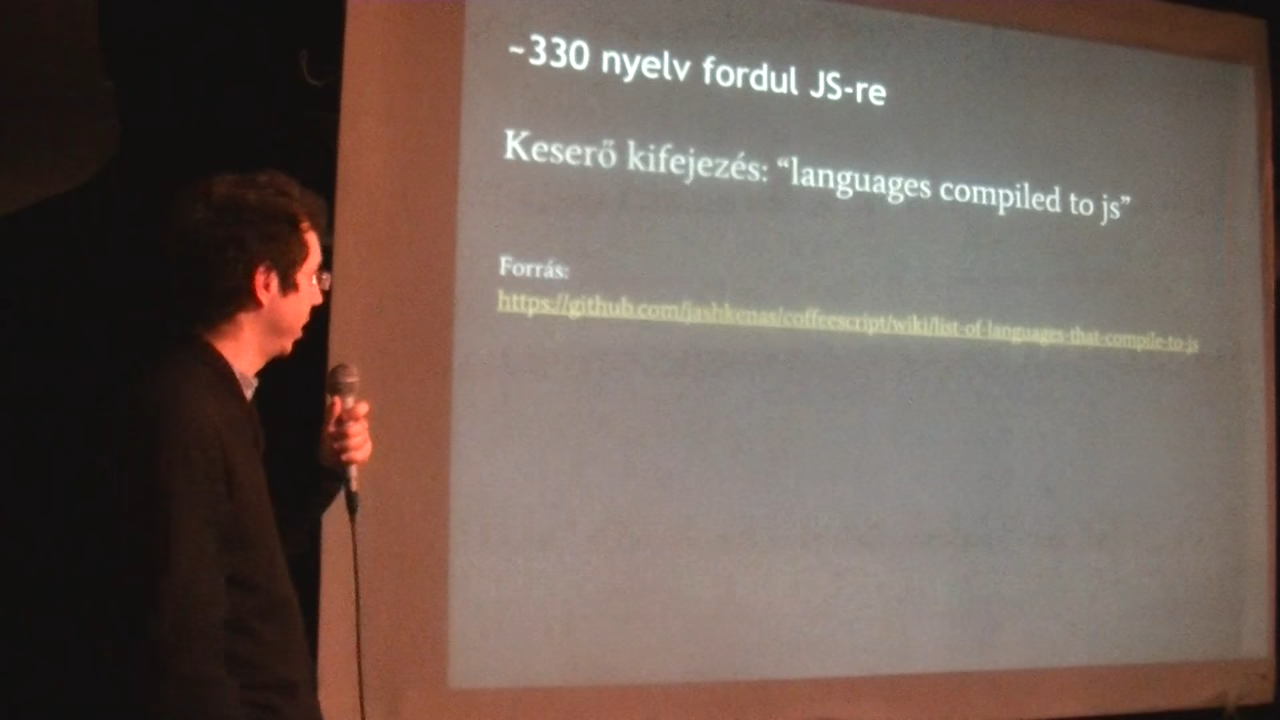 ~330 nyelv fordul JS-re
Keserő kifejezés: “languages compiled to js”
Forrás:
https://github.com/jashkenas/coffeescript/wiki/list-of-languages-that-compile-to-js